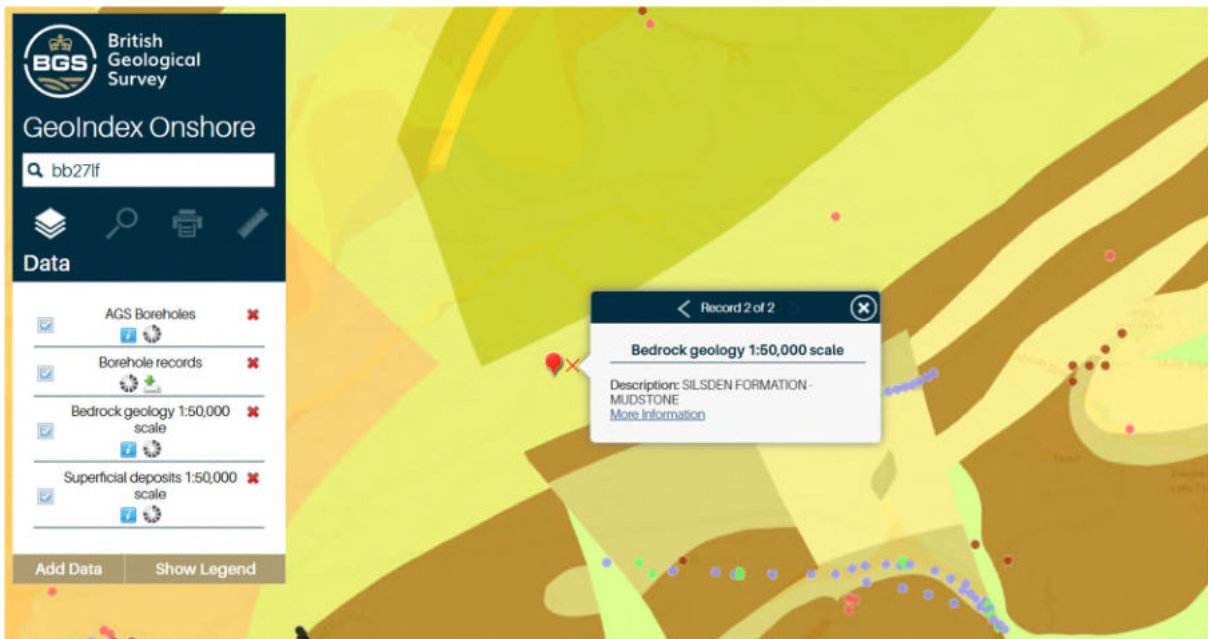 BGS
British
Geological
Survey
GeoIndex Onshore
bb27lf
Data
AGS Boreholes
Borehole records
Bedrock geology 1:50,000
scale
Superficial deposits 1:50,000
scale
Add Data
Show Legend
Record 2 of 2
Bedrock geology 1:50,000 scale
Description: SILSDEN FORMATION -
MUDSTONE
More Information